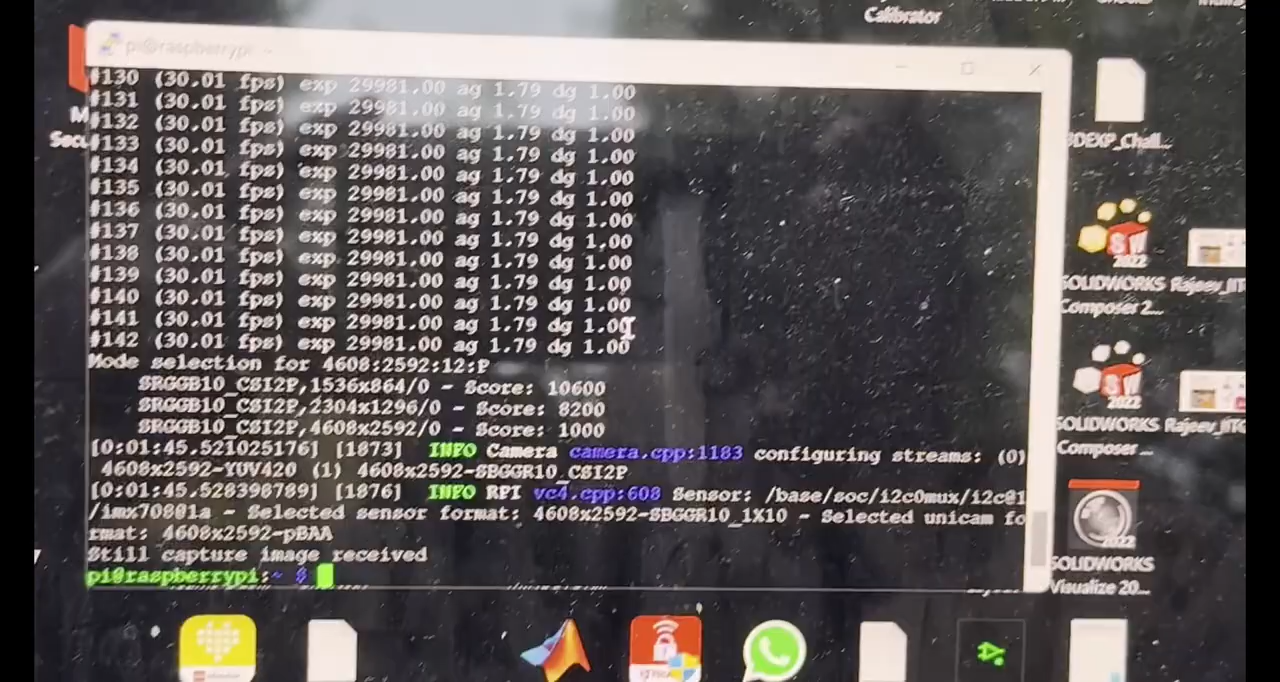 Calibrator
pi@raspberrypi: ~
#130 (30.01 fps) exp 29981.00 ag 1.79 dg 1.00
#131 (30.01 fps) exp 29981.00 ag 1.79 dg 1.00
#132 (30.01 fps) exp 29981.00 ag 1.79 dg 1.00
#133 (30.01 fps) exp 29981.00 ag 1.79 dg 1.00
#134 (30.01 fps) exp 29981.00 ag 1.79 dg 1.00
#135 (30.01 fps) exp 29981.00 ag 1.79 dg 1.00
#136 (30.01 fps) exp 29981.00 ag 1.79 dg 1.00
#137 (30.01 fps) exp 29981.00 ag 1.79 dg 1.00
#138 (30.01 fps) exp 29981.00 ag 1.79 dg 1.00
#139 (30.01 fps) exp 29981.00 ag 1.79 dg 1.00
#140 (30.01 fps) exp 29981.00 ag 1.79 dg 1.00
#141 (30.01 fps) exp 29981.00 ag 1.79 dg 1.00
#142 (30.01 fps) exp 29981.00 ag 1.79 dg 1.00
Mode selection for 4608:2592:12:P
SRGGB10_CSI2P,1536x864/0 - Score: 10600
SRGGB10_CSI2P,2304x1296/0 - Score: 8200
SRGGB10_CSI2P,4608x2592/0 - Score: 1000
[0:01:45.521025176] [1873] INFO Camera camera.cpp:1183 configuring streams: (0)
4608x2592-YUV420 (1) 4608x2592-SBGGR10_CSI2P
[0:01:45.528398789] [1876] INFO RPI vc4.cpp:608 Sensor: /base/soc/i2c0mux/i2c@1
/imx708@1a - Selected sensor format: 4608x2592-SBGGR10_1X10 - Selected unicam fo
rmat: 4608x2592-pBAA
Still capture image received
pi@raspberrypi:~ $
3DEXP_Chall...
SW
2022
SOLIDWORKS
Composer 2...
Rajeev_IIT
SW
2022
SOLIDWORKS
Composer ...
Rajeev_IIT
2022
SOLIDWORKS
Visualize 20...